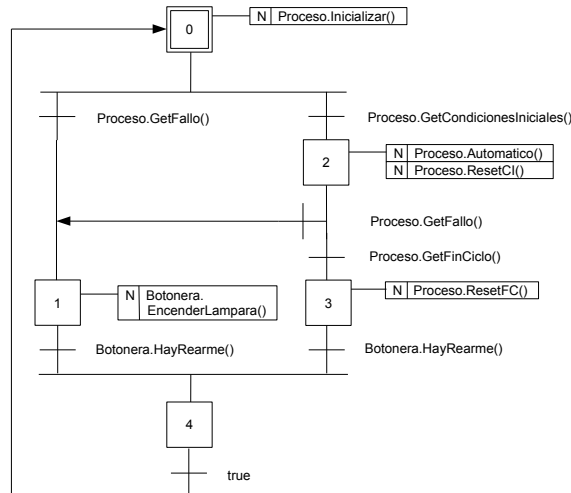 0
N Proceso.Inicializar()
Proceso.GetFallo()
Proceso.GetCondicionesIniciales()
2
N Proceso.Automatico()
N Proceso.ResetCI()
Proceso.GetFallo()
Proceso.GetFinCiclo()
1
N Botonera.
EncenderLampara()
3
N Proceso.ResetFC()
Botonera.HayRearme()
Botonera.HayRearme()
4
true